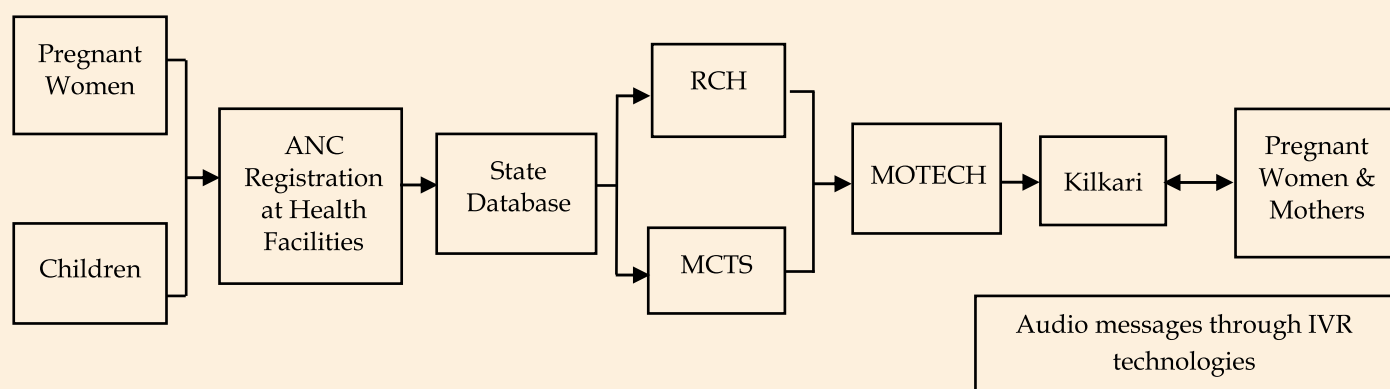 Pregnant
Women
Children
ANC
Registration
at Health
Facilities
State
Database
RCH
MCTS
MOTECH
Kilkari
Pregnant
Women &
Mothers
Audio messages through IVR
technologies